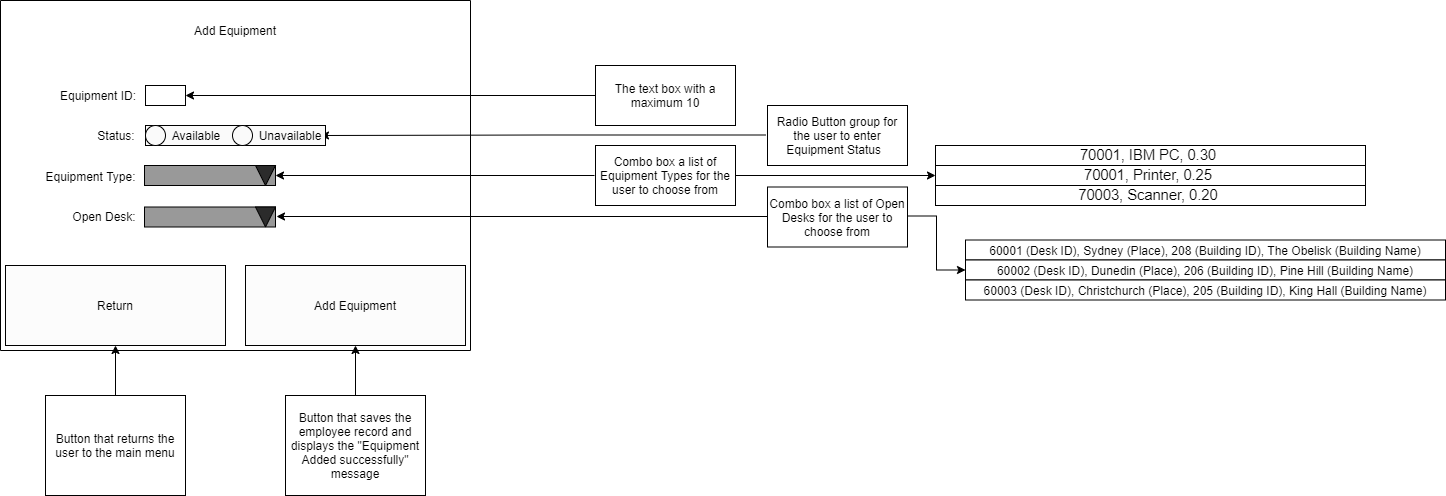 Add Equipment
Equipment ID:
The text box with a
maximum 10
Status:
Available
Unavailable
Radio Button group for
the user to enter
Equipment Status
Equipment Type:
Combo box a list of
Equipment Types for the
user to choose from
70001, IBM PC, 0.30
70001, Printer, 0.25
70003, Scanner, 0.20
Open Desk:
Combo box a list of Open
Desks for the user to
choose from
60001 (Desk ID), Sydney (Place), 208 (Building ID), The Obelisk (Building Name)
60002 (Desk ID), Dunedin (Place), 206 (Building ID), Pine Hill (Building Name)
60003 (Desk ID), Christchurch (Place), 205 (Building ID), King Hall (Building Name)
Return
Add Equipment
Button that returns the
user to the main menu
Button that saves the
employee record and
displays the "Equipment
Added successfully"
message